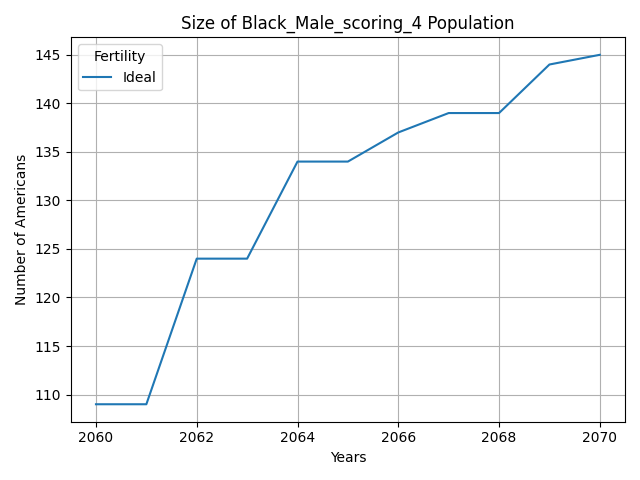 Size of Black_Male_scoring_4 Population
Fertility
Ideal
Number of Americans
145
140
135
130
125
120
115
110
2060 2062 2064 2066 2068 2070
Years